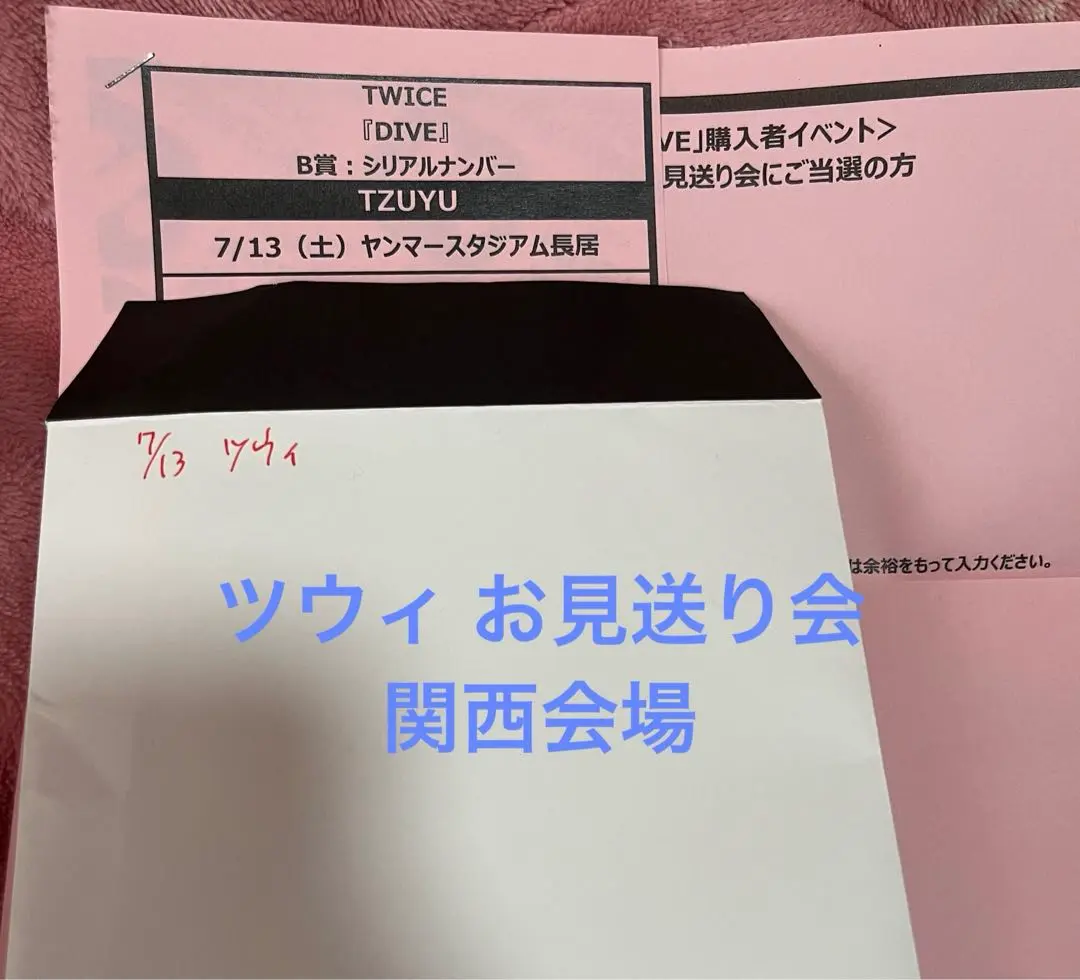 TWICE
『DIVE』
B賞：シリアルナンバー
TZUYU
7/13（土）ヤンマースタジアム長居
VE」購入者イベント＞
見送り会にご当選の方
7/13 ツウィ
は余裕をもって入力ください。
ツウィ お見送り会
関西会場